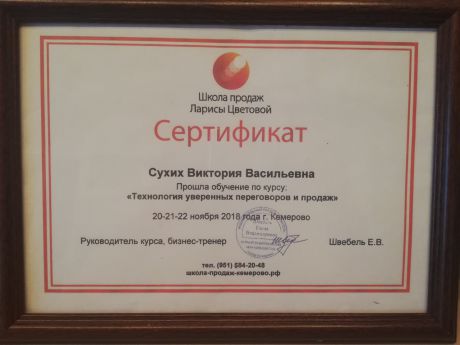 Школа продаж
Ларисы Цветовой
Сертификат
Сухих Виктория Васильевна
Прошла обучение по курсу:
«Технология уверенных переговоров и продаж»
20-21-22 ноября 2018 года г. Кемерово
Руководитель курса, бизнес-тренер
Швебель Е.В.
тел. (951) 584-20-48
школа-продаж-кемерово.рф